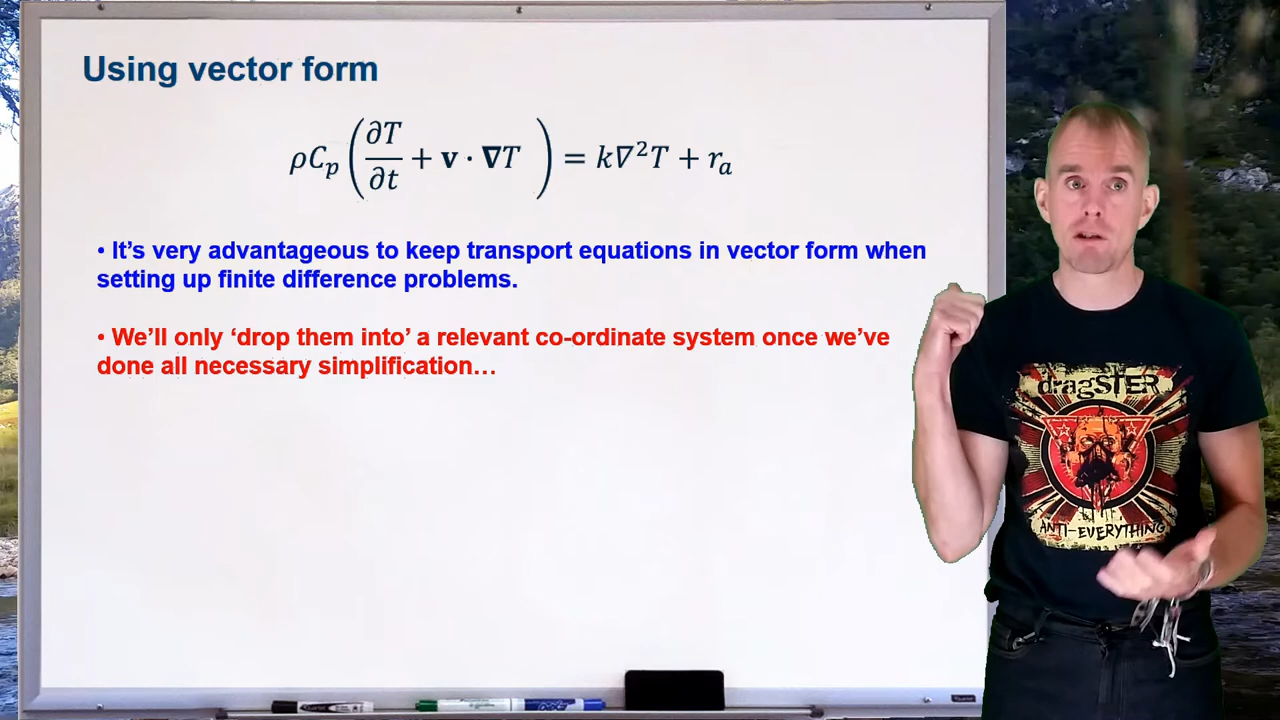 Using vector form
ρC_p (∂T/∂t + v · ∇T) = k∇²T + r_a
• It’s very advantageous to keep transport equations in vector form when
setting up finite difference problems.
• We’ll only ‘drop them into’ a relevant co-ordinate system once we’ve
done all necessary simplification…
dragSTER
ANTI-EVERYTHING